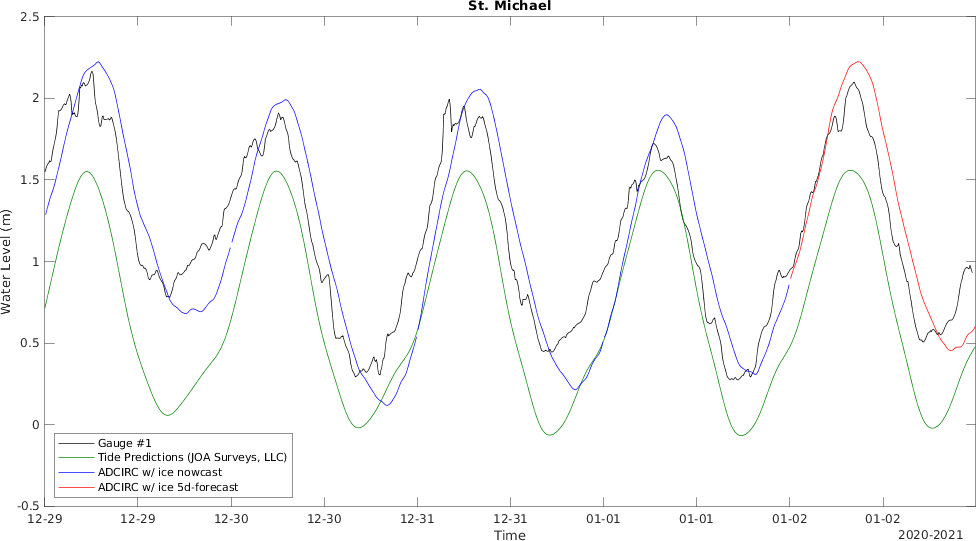 St. Michael
2.5
2
1.5
1
0.5
0
-0.5
Water Level (m)
Gauge #1
Tide Predictions (JOA Surveys, LLC)
ADCIRC w/ ice nowcast
ADCIRC w/ ice 5d-forecast
12-29 12-29 12-30 12-30 12-31 12-31 01-01 01-01 01-02 01-02
Time
2020-2021